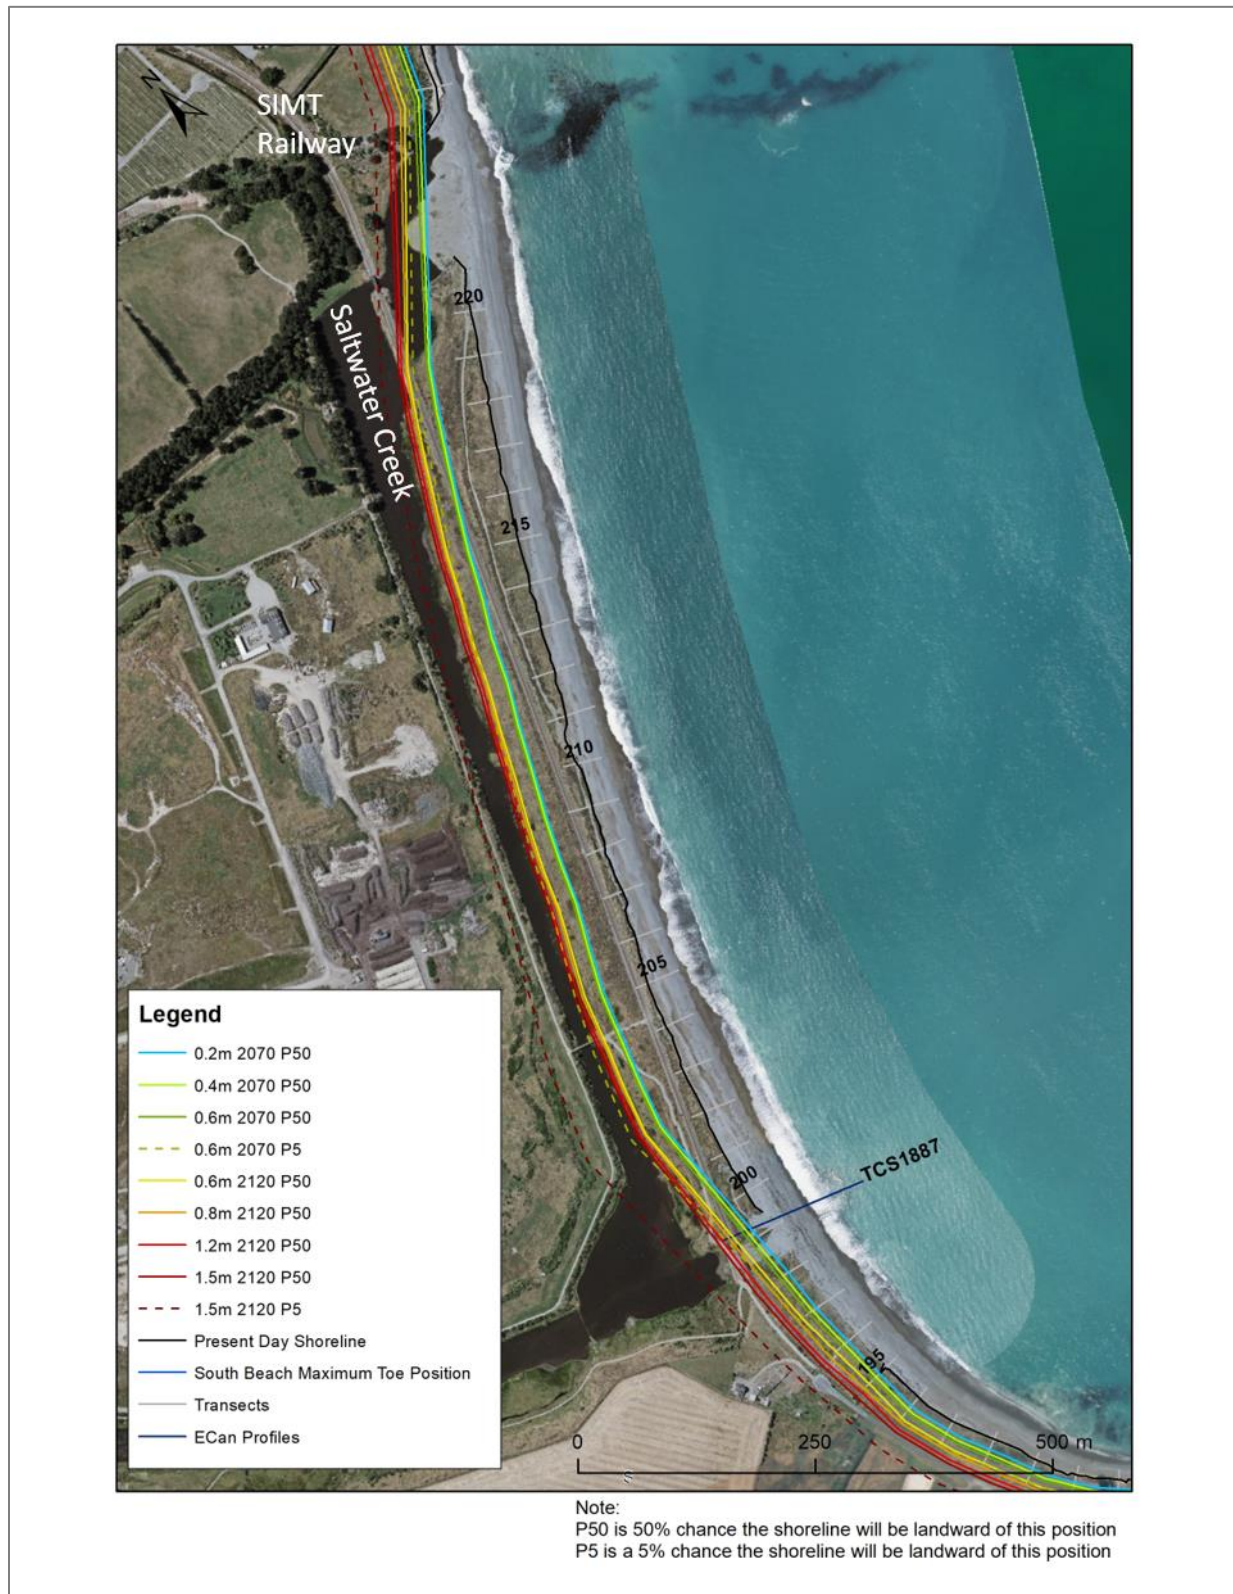 N
SIMT
Railway
220
Saltwater Creek
215
210
205
TCS1887
200
195
Legend
0.2m 2070 P50
0.4m 2070 P50
0.6m 2070 P50
0.6m 2070 P5
0.6m 2120 P50
0.8m 2120 P50
1.2m 2120 P50
1.5m 2120 P50
1.5m 2120 P5
Present Day Shoreline
South Beach Maximum Toe Position
Transects
ECan Profiles
0 250 500 m
Note:
P50 is 50% chance the shoreline will be landward of this position
P5 is a 5% chance the shoreline will be landward of this position